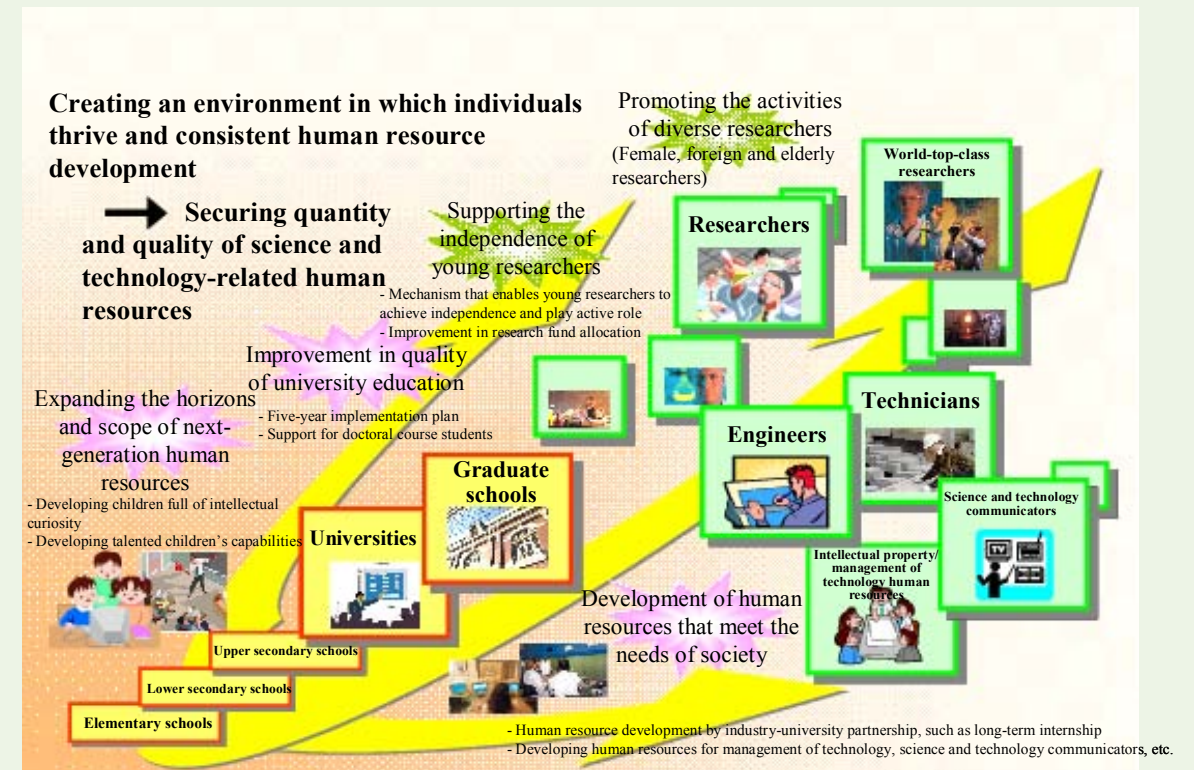 Creating an environment in which individuals
thrive and consistent human resource
development
Securing quantity
and quality of science and
technology-related human
resources
Promoting the activities
of diverse researchers
(Female, foreign and elderly
researchers)
World-top-class
researchers
Researchers
Supporting the
independence of
young researchers
- Mechanism that enables young researchers to
achieve independence and play active role
- Improvement in research fund allocation
Improvement in quality
of university education
- Five-year implementation plan
- Support for doctoral course students
Expanding the horizons
and scope of next-
generation human
resources
- Developing children full of intellectual
curiosity
- Developing talented children's capabilities
Technicians
Engineers
Graduate
schools
Universities
Science and technology
communicators
TV
Intellectual property/
management of
technology human
resources
Development of human
resources that meet the
needs of society
Upper secondary schools
Lower secondary schools
Elementary schools
- Human resource development by industry-university partnership, such as long-term internship
- Developing human resources for management of technology, science and technology communicators, etc.